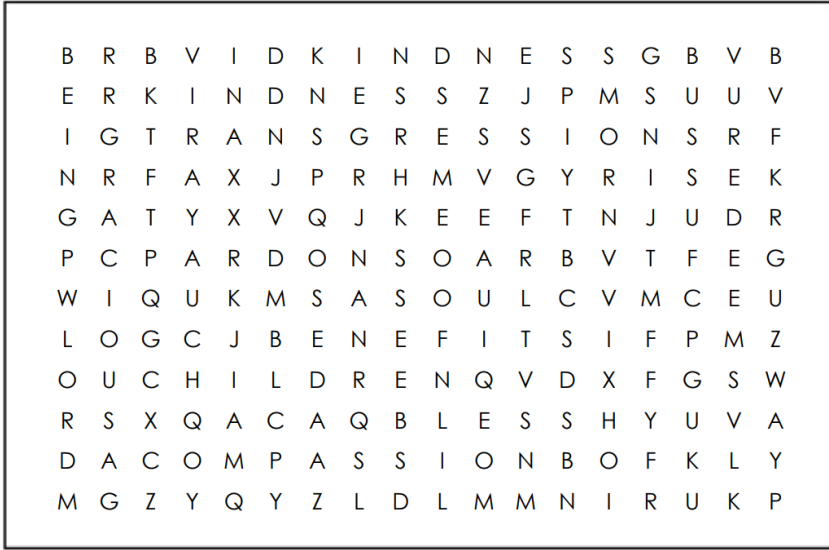 B R B V I D K I N D N E S S G B V B
E R K I N D N E S S Z J P M S U U V
I G T R A N S G R E S S I O N S R F
N R F A X J P R H M V G Y R I S E K
G A T Y X V Q J K E E F T N J U D R
P C P A R D O N S O A R B V T F E G
W I Q U K M S A S O U L C V M C E U
L O G C J B E N E F I T S I F P M Z
O U C H I L D R E N Q V D X F G S W
R S X Q A C A Q B L E S S H Y U V A
D A C O M P A S S I O N B O F K L Y
M G Z Y Q Y Z L D L M M N I R U K P